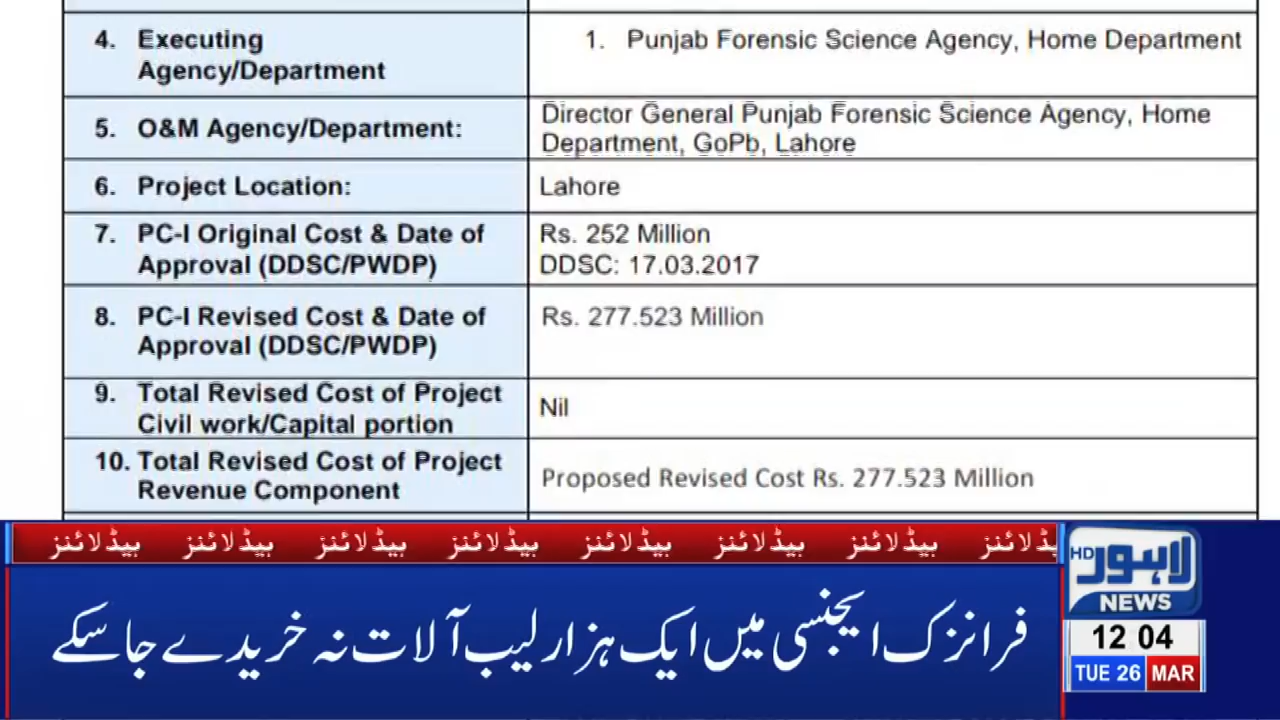 4. Executing
Agency/Department
1. Punjab Forensic Science Agency, Home Department
5. O&M Agency/Department:
Director General Punjab Forensic Science Agency, Home
Department, GoPb, Lahore
6. Project Location:
Lahore
7. PC-I Original Cost & Date of
Approval (DDSC/PWDP)
Rs. 252 Million
DDSC: 17.03.2017
8. PC-I Revised Cost & Date of
Approval (DDSC/PWDP)
Rs. 277.523 Million
9. Total Revised Cost of Project
Civil work/Capital portion
Nil
10. Total Revised Cost of Project
Revenue Component
Proposed Revised Cost Rs. 277.523 Million
ہیڈلائنز ہیڈلائنز ہیڈلائنز ہیڈلائنز ہیڈلائنز ہیڈلائنز ہیڈلائنز ہیڈلائنز
فرانزک ایجنسی میں ایک ہزار لیب آلات نہ خریدے جا سکے
لاہور HD
NEWS
12 04
TUE 26 MAR